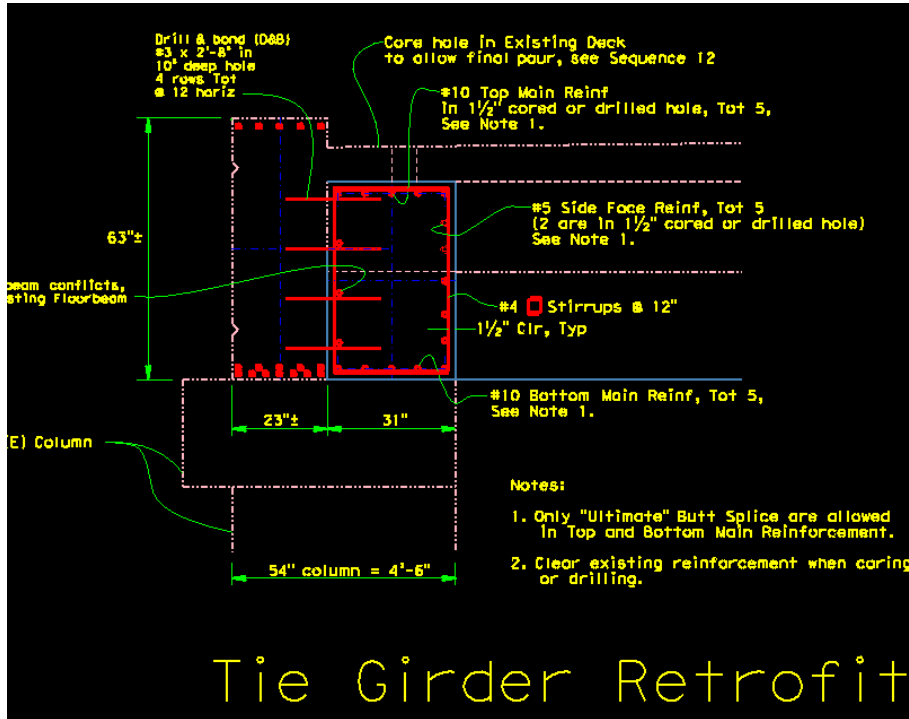 Drill & bond (D&B)
#3 x 2'-8" in
10" deep hole
4 rows Tot
@ 12 horiz
Core hole in Existing Deck
to allow final pour, see Sequence 12
#10 Top Main Reinf
in 1½" cored or drilled hole, Tot 5,
See Note 1.
#5 Side Face Reinf, Tot 5
(2 are in 1½" cored or drilled hole)
See Note 1.
63"±
beam conflicts,
sting Floorbeam
#4 Stirrups @ 12"
1½" Clr, Typ
#10 Bottom Main Reinf, Tot 5,
See Note 1.
23"±
31"
(E) Column
54" column = 4'-6"
Notes:
1. Only "Ultimate" Butt Splice are allowed
in Top and Bottom Main Reinforcement.
2. Clear existing reinforcement when coring
or drilling.
Tie Girder Retrofit